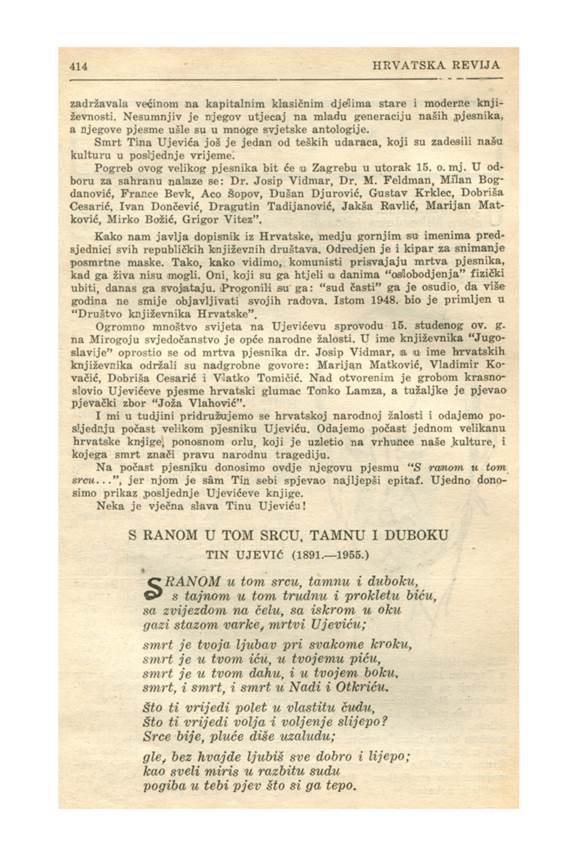 414 HRVATSKA REVIJA
zadržavala većinom na kapitalnim klasičnim djelima stare i moderne knji-
ževnosti. Nesumnjiv je njegov utjecaj na mladu generaciju naših pjesnika,
a njegove pjesme ušle su u mnoge svjetske antologije.
Smrt Tina Ujevića još je jedan od teških udaraca, koji su zadesili našu
kulturu u posljednje vrijeme.
Pogreb ovog velikog pjesnika bit će u Zagrebu u utorak 15. o. mj. U od-
boru za sahranu nalaze se: Dr. Josip Vidmar, Dr. M. Feldman, Milan Bog-
danović, France Bevk, Aco Šopov, Dušan Djurović, Gustav Krklec, Dobriša
Cesarić, Ivan Dončević, Dragutin Tadijanović, Jakša Ravlić, Marijan Mat-
ković, Mirko Božić, Grigor Vitez”.
Kako nam javlja dopisnik iz Hrvatske, medju gornjim su imenima pred-
sjednici svih republičkih književnih društava. Odredjen je i kipar za snimanje
posmrtne maske. Tako, kako vidimo, komunisti prisvajaju mrtva pjesnika,
kad ga živa nisu mogli. Oni, koji su ga htjeli u danima “oslobodjenja” fizički
ubiti, danas ga svojataju. Progonili su ga: “sud časti” ga je osudio, da više
godina ne smije objavljivati svojih radova. Istom 1948. bio je primljen u
“Društvo književnika Hrvatske”.
Ogromno mnoštvo svijeta na Ujevićevu sprovodu 15. studenog ov. g.
na Mirogoju svjedočanstvo je opće narodne žalosti. U ime književnika “Jugo-
slavije” oprostio se od mrtva pjesnika dr. Josip Vidmar, a u ime hrvatskih
književnika održali su nadgrobne govore: Marijan Matković, Vladimir Ko-
vačić, Dobriša Cesarić i Vlatko Tomičić. Nad otvorenim je grobom krasno-
slovio Ujevićeve pjesme hrvatski glumac Tonko Lamza, a tužaljke je pjevao
pjevački zbor “Joža Vlahović”.
I mi u tudjini pridružujemo se hrvatskoj narodnoj žalosti i odajemo po-
sljednju počast velikom pjesniku Ujeviću. Odajemo počast jednom velikanu
hrvatske knjige, ponosnom orlu, koji je uzletio na vrhunce naše kulture, i
kojega smrt znači pravu narodnu tragediju.
Na počast pjesniku donosimo ovdje njegovu pjesmu “S ranom u tom
srcu...”, jer njom je sâm Tin sebi spjevao najljepši epitaf. Ujedno dono-
simo prikaz posljednje Ujevićeve knjige.
Neka je vječna slava Tinu Ujeviću!
S RANOM U TOM SRCU, TAMNU I DUBOKU
TIN UJEVIĆ (1891.—1955.)
S RANOM u tom srcu, tamnu i duboku,
s tajnom u tom trudnu i prokletu biću,
sa zvijezdom na čelu, sa iskrom u oku
gazi stazom varke, mrtvi Ujeviću;
smrt je tvoja ljubav pri svakome kroku,
smrt je u tvom iću, u tvojemu piću,
smrt je u tvom dahu, i u tvojem boku,
smrt, i smrt, i smrt u Nadi i Otkriću.
Što ti vrijedi polet u vlastitu čudu,
Što ti vrijedi volja i voljenje slijepo?
Srce bije, pluće diše uzaludu;
gle, bez hvajde ljubiš sve dobro i lijepo;
kao sveli miris u razbitu sudu
pogiba u tebi pjev što si ga tepo.